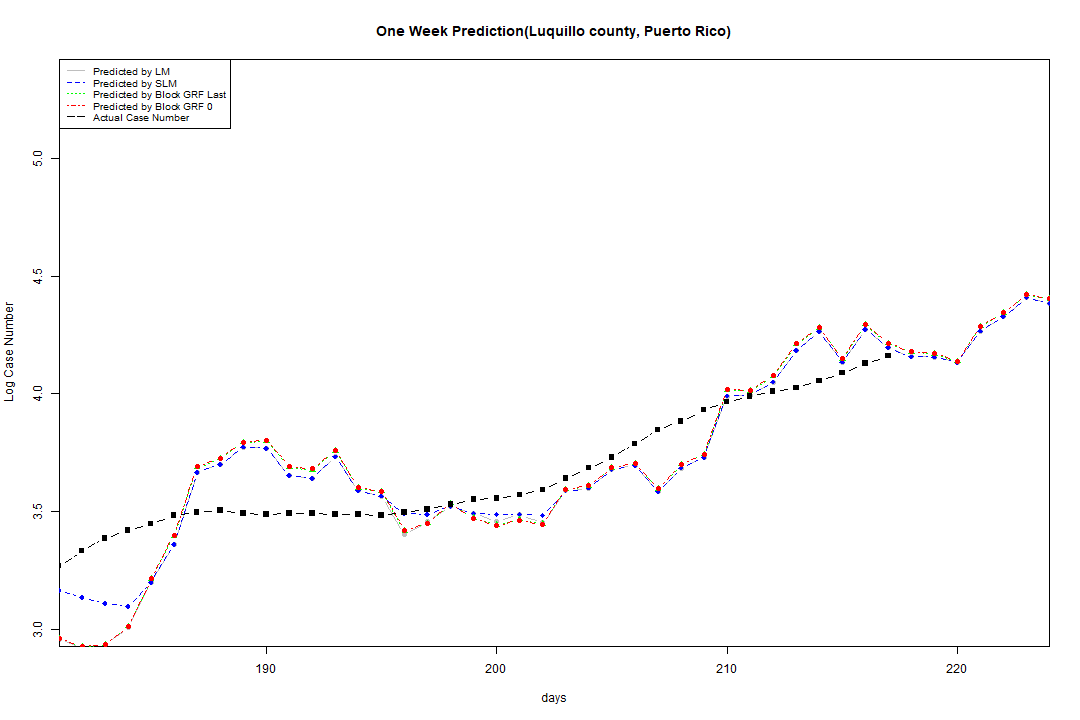 One Week Prediction(Luquillo county, Puerto Rico)
Predicted by LM
Predicted by SLM
Predicted by Block GRF Last
Predicted by Block GRF 0
Actual Case Number
5.0
4.5
4.0
3.5
3.0
Log Case Number
190
200
210
220
days